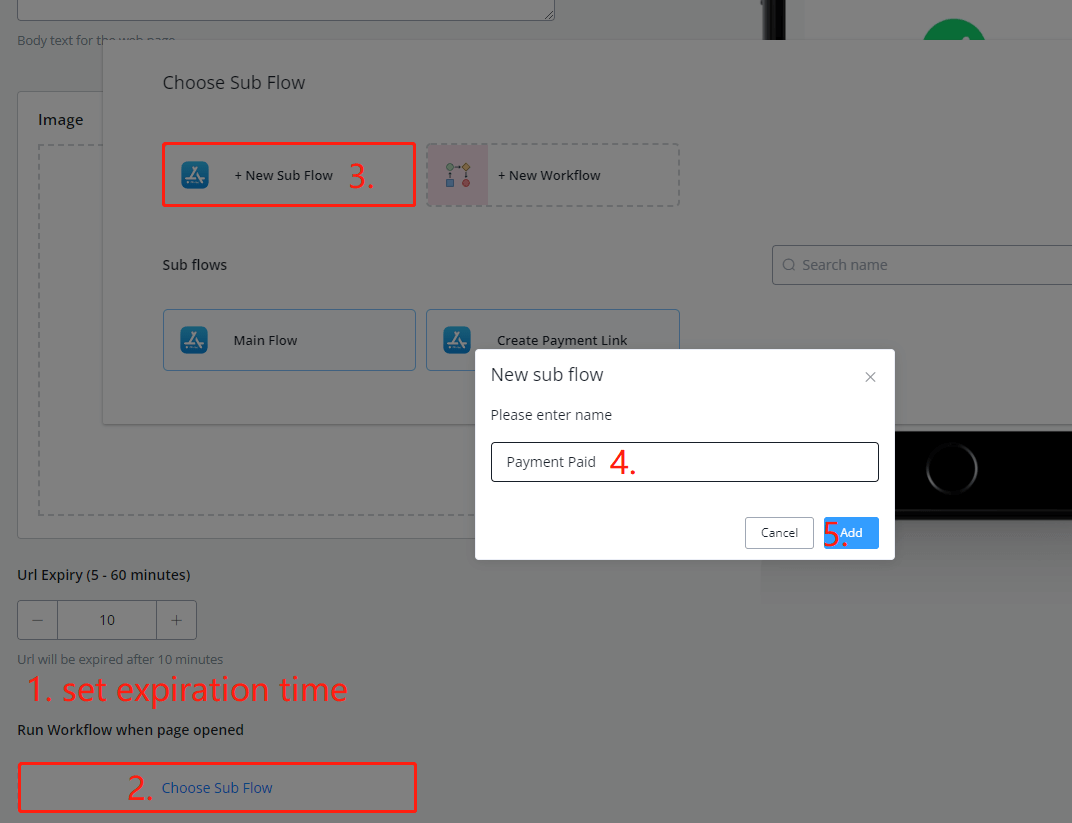 Body text for the web page
Choose Sub Flow
Image
+ New Sub Flow
3.
+ New Workflow
Sub flows
Search name
Main Flow
Create Payment Link
New sub flow
Please enter name
Payment Paid
4.
Cancel
5.
Add
Url Expiry (5 - 60 minutes)
10
Url will be expired after 10 minutes
1. set expiration time
Run Workflow when page opened
2.
Choose Sub Flow